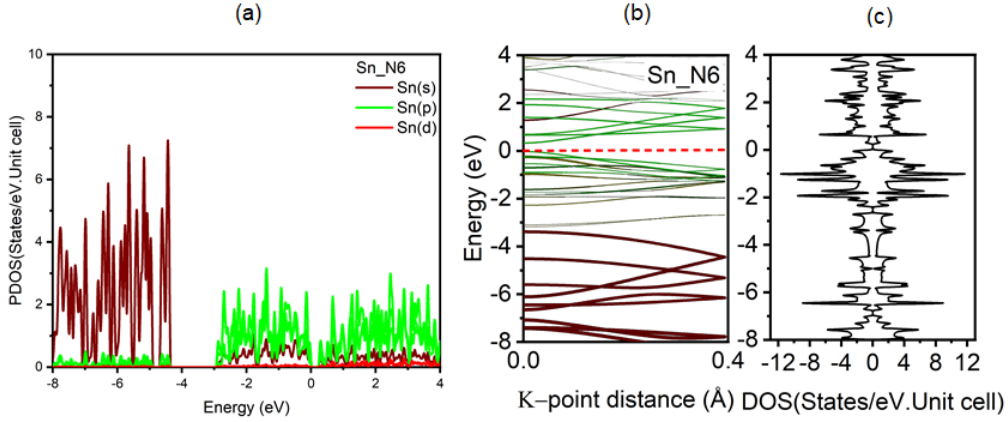 (a)
(b)
(c)
10
8
6
4
2
0
-8
-6
-4
-2
0
2
4
PDOS(States/eV.Unit cell)
Energy (eV)
Sn_N6
Sn(s)
Sn(p)
Sn(d)
4
2
0
-2
-4
-6
-8
Energy (eV)
Sn_N6
0.0
0.4
K−point distance (Å)
4
2
0
-2
-4
-6
-8
-12
-8
-4
0
4
8
12
DOS(States/eV.Unit cell)